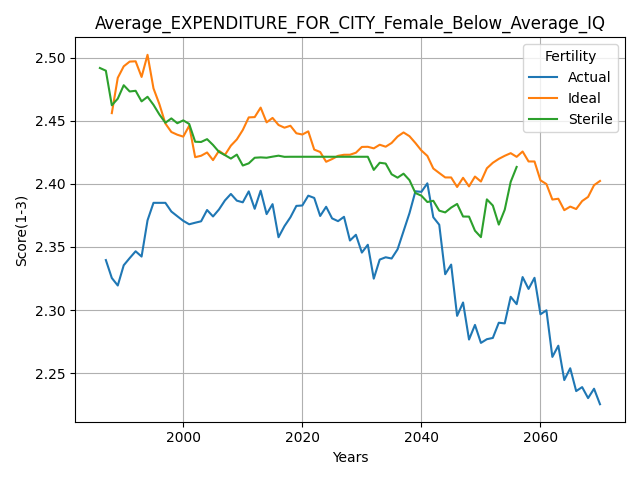 Average_EXPENDITURE_FOR_CITY_Female_Below_Average_IQ
Fertility
Actual
Ideal
Sterile
Score(1-3)
2.50
2.45
2.40
2.35
2.30
2.25
2000
2020
2040
2060
Years